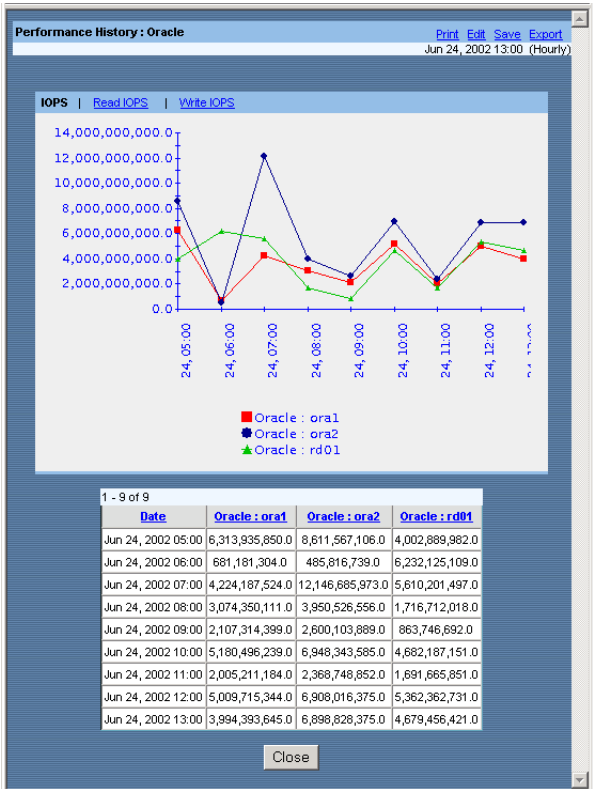 Performance History : Oracle
Print Edit Save Export
Jun 24, 2002 13:00 (Hourly)
IOPS | Read IOPS | Write IOPS
14,000,000,000.0
12,000,000,000.0
10,000,000,000.0
8,000,000,000.0
6,000,000,000.0
4,000,000,000.0
2,000,000,000.0
0.0
24, 05:00
24, 06:00
24, 07:00
24, 08:00
24, 09:00
24, 10:00
24, 11:00
24, 12:00
Oracle : ora1
Oracle : ora2
Oracle : rd01
1 - 9 of 9
Date Oracle : ora1 Oracle : ora2 Oracle : rd01
Jun 24, 2002 05:00 6,313,935,850.0 8,611,567,106.0 4,002,889,982.0
Jun 24, 2002 06:00 681,181,304.0 485,816,739.0 6,232,125,109.0
Jun 24, 2002 07:00 4,224,187,524.0 12,146,685,973.0 5,610,201,497.0
Jun 24, 2002 08:00 3,074,350,111.0 3,950,526,556.0 1,716,712,018.0
Jun 24, 2002 09:00 2,107,314,399.0 2,600,103,889.0 863,746,692.0
Jun 24, 2002 10:00 5,180,496,239.0 6,948,343,585.0 4,682,187,151.0
Jun 24, 2002 11:00 2,005,211,184.0 2,368,748,852.0 1,691,665,851.0
Jun 24, 2002 12:00 5,009,715,344.0 6,908,016,375.0 5,362,362,731.0
Jun 24, 2002 13:00 3,994,393,645.0 6,898,828,375.0 4,679,456,421.0
Close